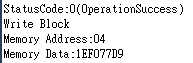 StatusCode:0(OperationSuccess)
Write Block
Memory Address:04
Memory Data:1EF077D9